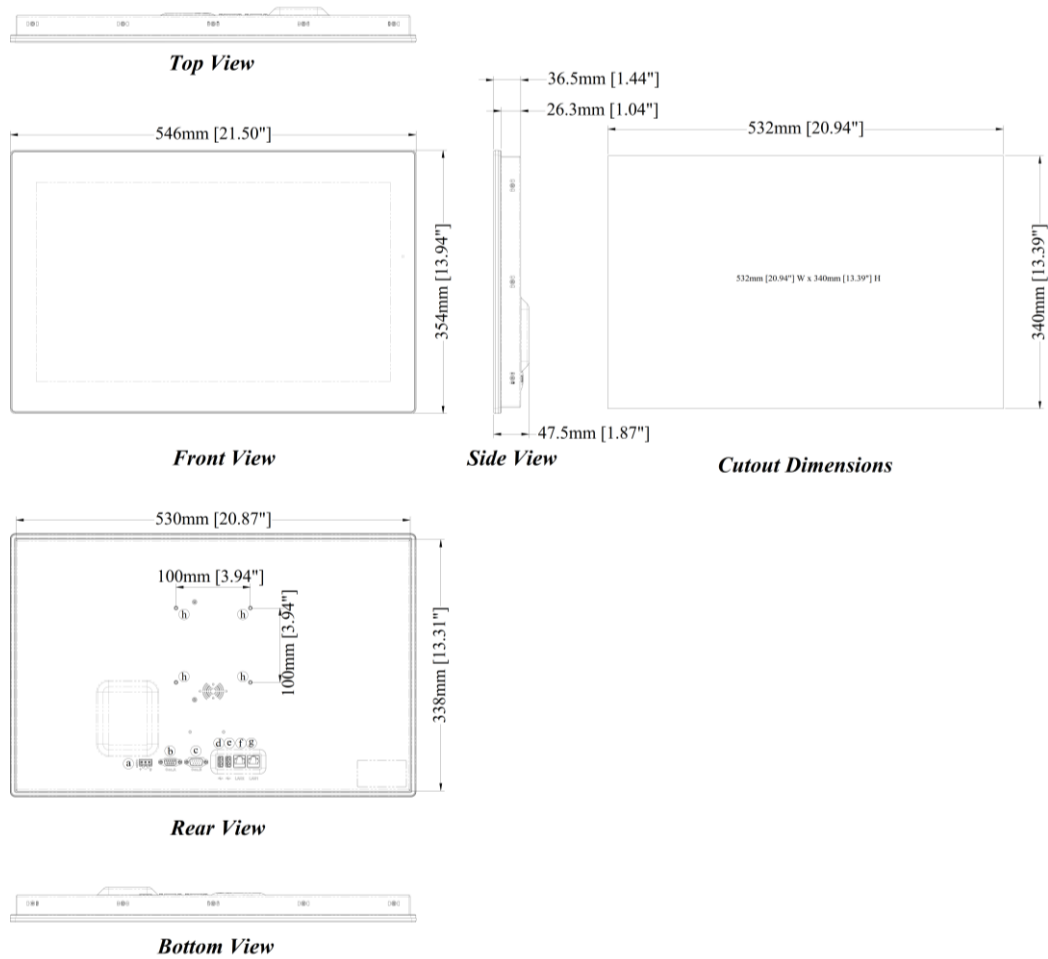 Top View
36.5mm [1.44"]
26.3mm [1.04"]
546mm [21.50"]
532mm [20.94"]
354mm [13.94"]
532mm [20.94"] W x 340mm [13.39"] H
340mm [13.39"]
47.5mm [1.87"]
Front View
Side View
Cutout Dimensions
530mm [20.87"]
100mm [3.94"]
h h
100mm [3.94"]
338mm [13.31"]
h h
d e f g
a b c
Rear View
Bottom View